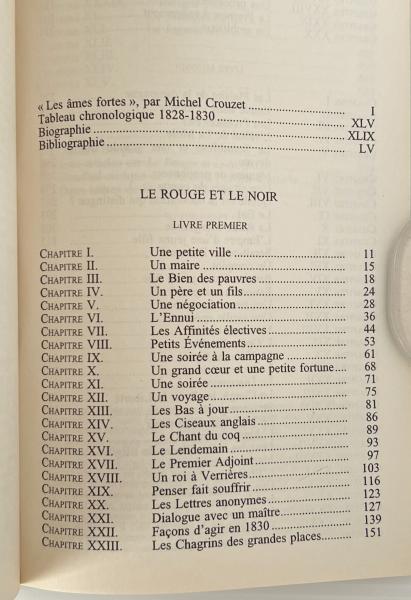 « Les âmes fortes », par Michel Crouzet ........ I
Tableau chronologique 1828-1830 ........ XLV
Biographie ........ XLIX
Bibliographie ........ LV
LE ROUGE ET LE NOIR
LIVRE PREMIER
CHAPITRE I. Une petite ville ........ 11
CHAPITRE II. Un maire ........ 15
CHAPITRE III. Le Bien des pauvres ........ 18
CHAPITRE IV. Un père et un fils ........ 24
CHAPITRE V. Une négociation ........ 28
CHAPITRE VI. L'Ennui ........ 36
CHAPITRE VII. Les Affinités électives ........ 44
CHAPITRE VIII. Petits Événements ........ 53
CHAPITRE IX. Une soirée à la campagne ........ 61
CHAPITRE X. Un grand cœur et une petite fortune .... 68
CHAPITRE XI. Une soirée ........ 71
CHAPITRE XII. Un voyage ........ 75
CHAPITRE XIII. Les Bas à jour ........ 81
CHAPITRE XIV. Les Ciseaux anglais ........ 86
CHAPITRE XV. Le Chant du coq ........ 89
CHAPITRE XVI. Le Lendemain ........ 93
CHAPITRE XVII. Le Premier Adjoint ........ 97
CHAPITRE XVIII. Un roi à Verrières ........ 103
CHAPITRE XIX. Penser fait souffrir ........ 116
CHAPITRE XX. Les Lettres anonymes ........ 123
CHAPITRE XXI. Dialogue avec un maître ........ 127
CHAPITRE XXII. Façons d'agir en 1830 ........ 139
CHAPITRE XXIII. Les Chagrins des grandes places ........ 151